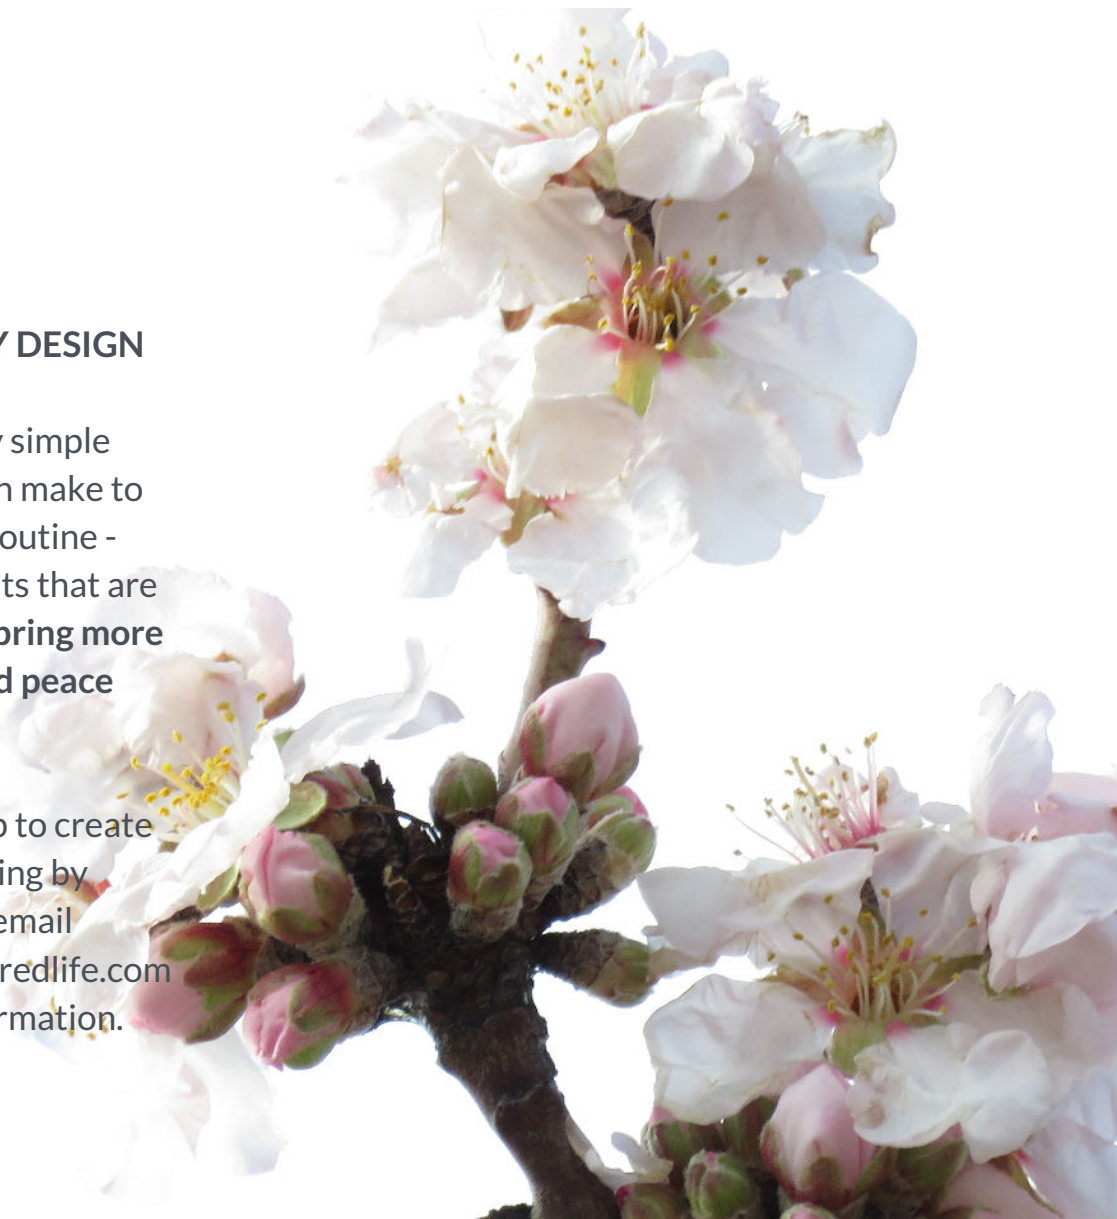 Y DESIGN
simple
make to
outine -
ts that are
bring more
d peace
to create
ing by
email
redlife.com
rmation.